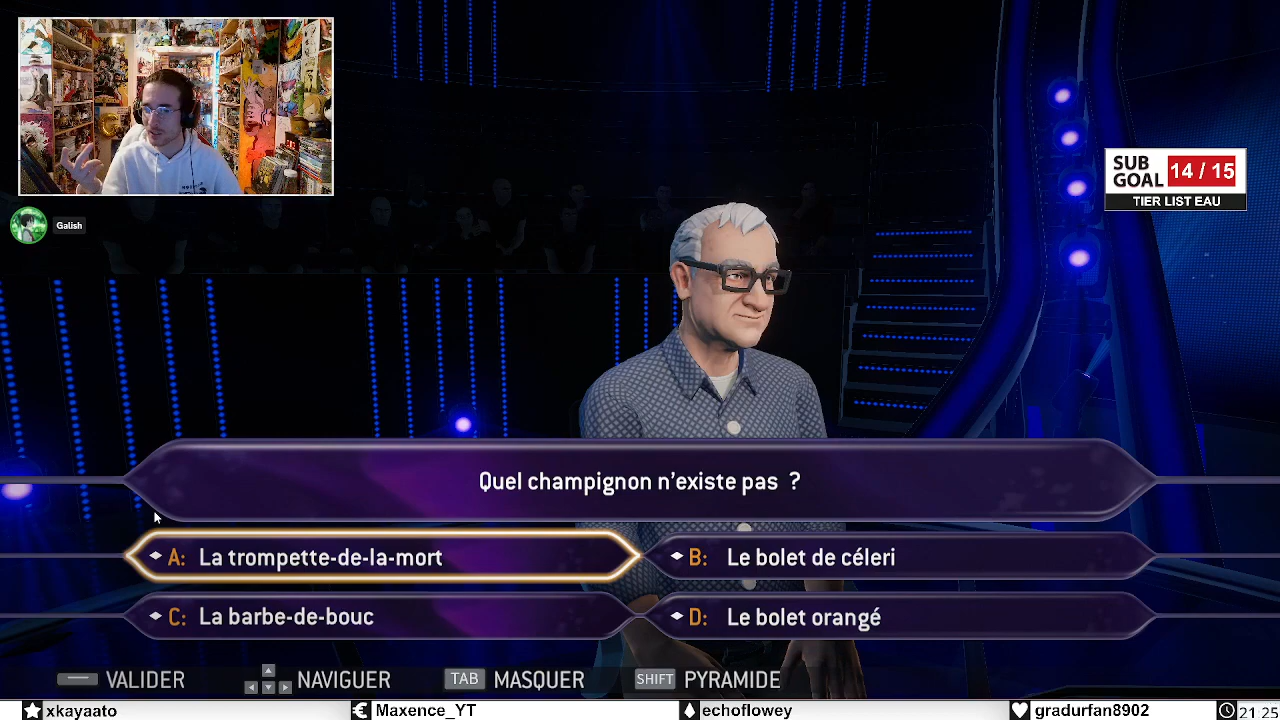 SUB
GOAL
14 / 15
TIER LIST EAU
Galish
Quel champignon n'existe pas ?
A: La trompette-de-la-mort
B: Le bolet de céleri
C: La barbe-de-bouc
D: Le bolet orangé
VALIDER
NAVIGUER
TAB MASQUER
SHIFT PYRAMIDE
xkayaato
Maxence_YT
echoflowey
gradurfan8902
21:25